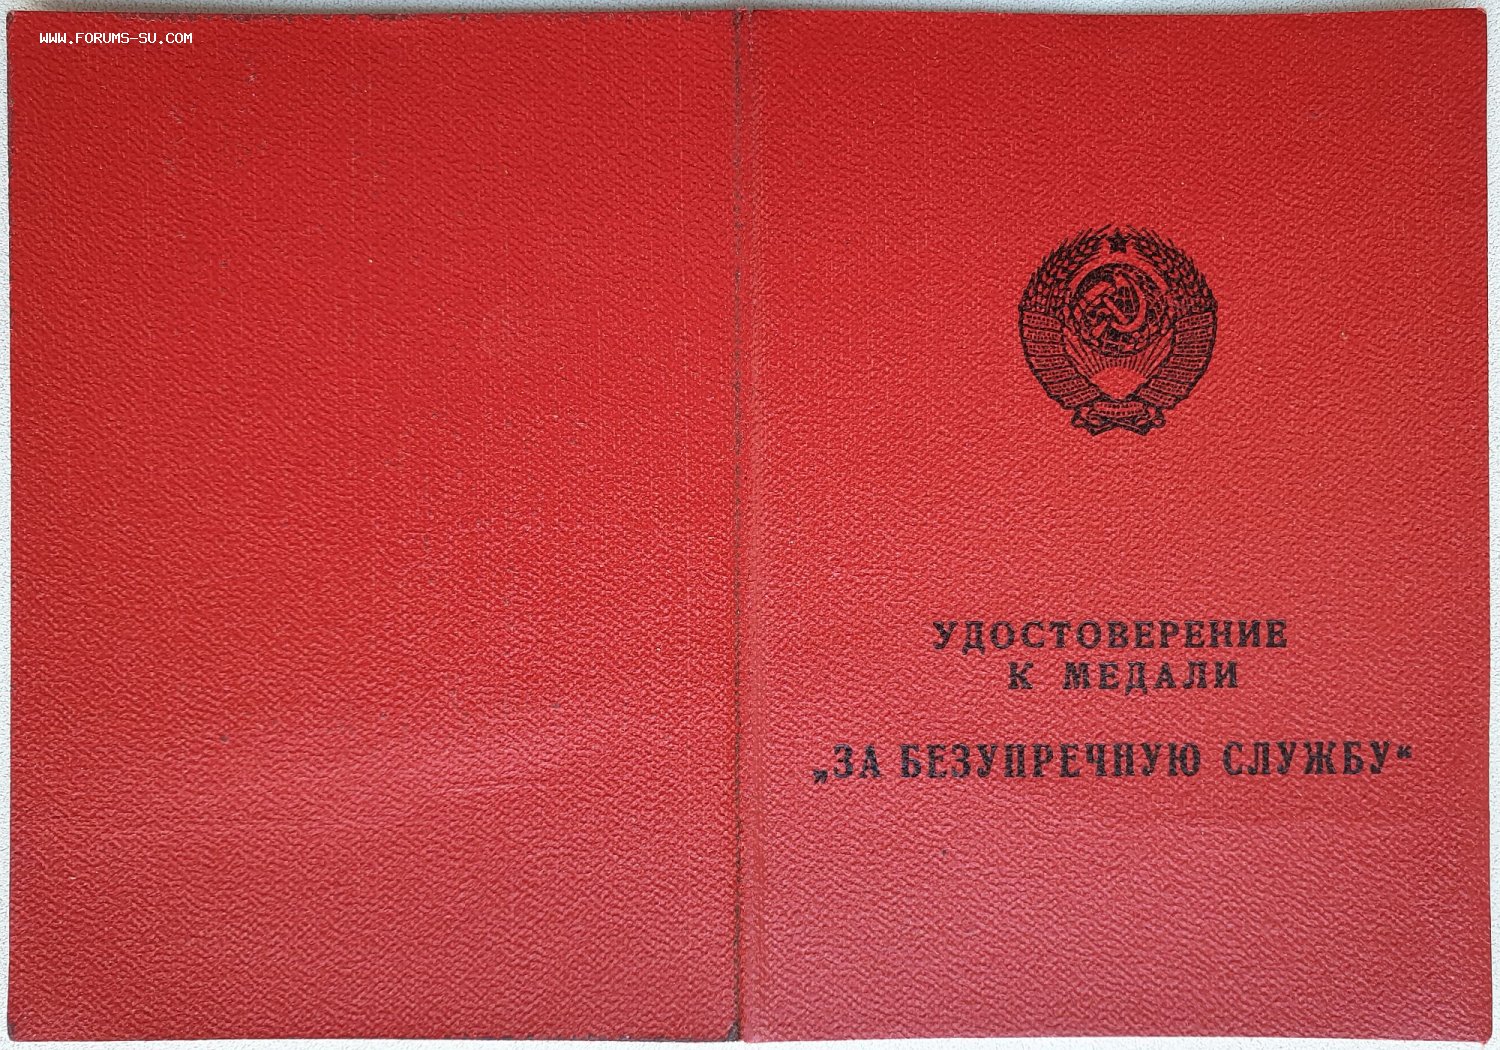 WWW.FORUMS-SU.COM
УДОСТОВЕРЕНИЕ
К МЕДАЛИ
„ЗА БЕЗУПРЕЧНУЮ СЛУЖБУ“